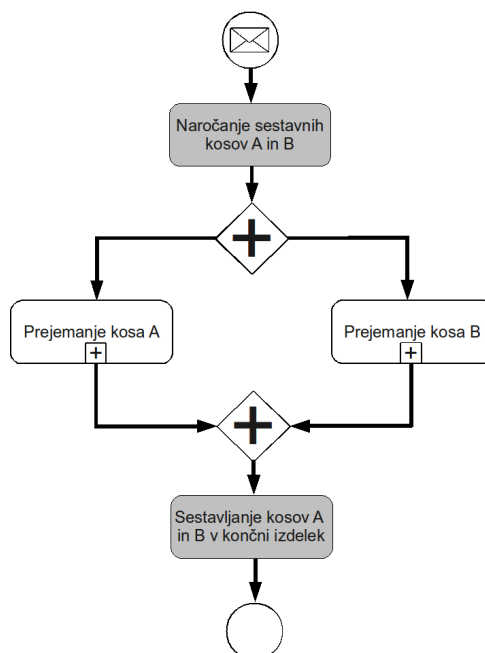 Naročanje sestavnih
kosov A in B
Prejemanje kosa A
Prejemanje kosa B
Sestavljanje kosov A
in B v končni izdelek